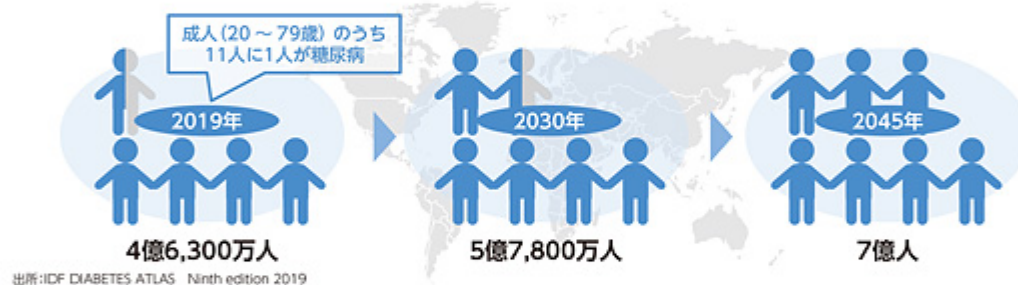 成人(20～79歳)のうち
11人に1人が糖尿病
2019年
2030年
2045年
4億6,300万人
5億7,800万人
7億人
出所:IDF DIABETES ATLAS Ninth edition 2019